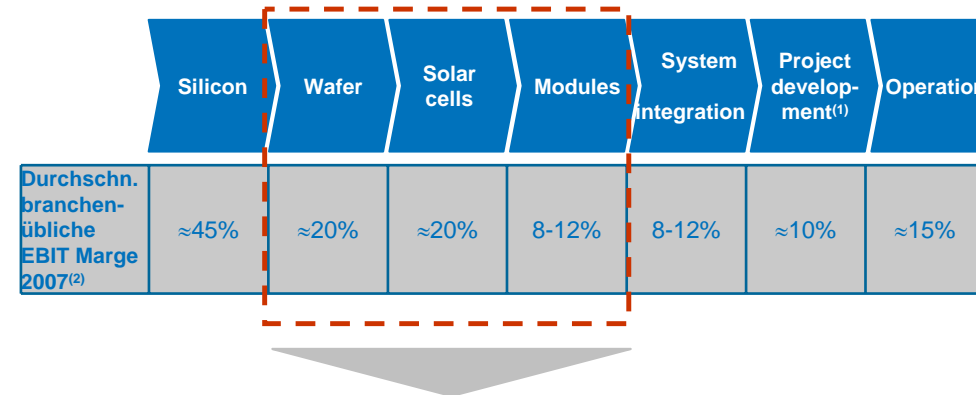 Silicon
Wafer
Solar
cells
Modules
System
integration
Project
develop-
ment(1)
Operation
Durchschn.
branchen-
übliche
EBIT Marge
2007(2)
≈45%
≈20%
≈20%
8-12%
8-12%
≈10%
≈15%